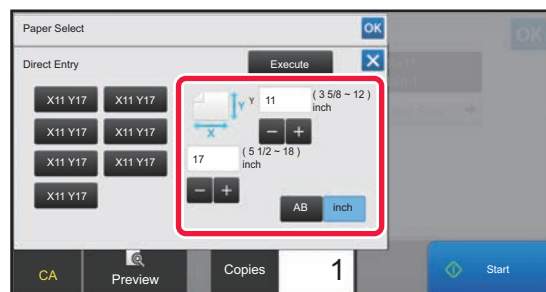 Paper Select
OK
Direct Entry
Execute
X11 Y17
X11 Y17
X11 Y17
X11 Y17
X11 Y17
X11 Y17
X11 Y17
Y
X
Y 11 ( 3 5/8 ~ 12 )
inch
17 ( 5 1/2 ~ 18 )
inch
AB
inch
CA
Preview
Copies
1
Start
OK